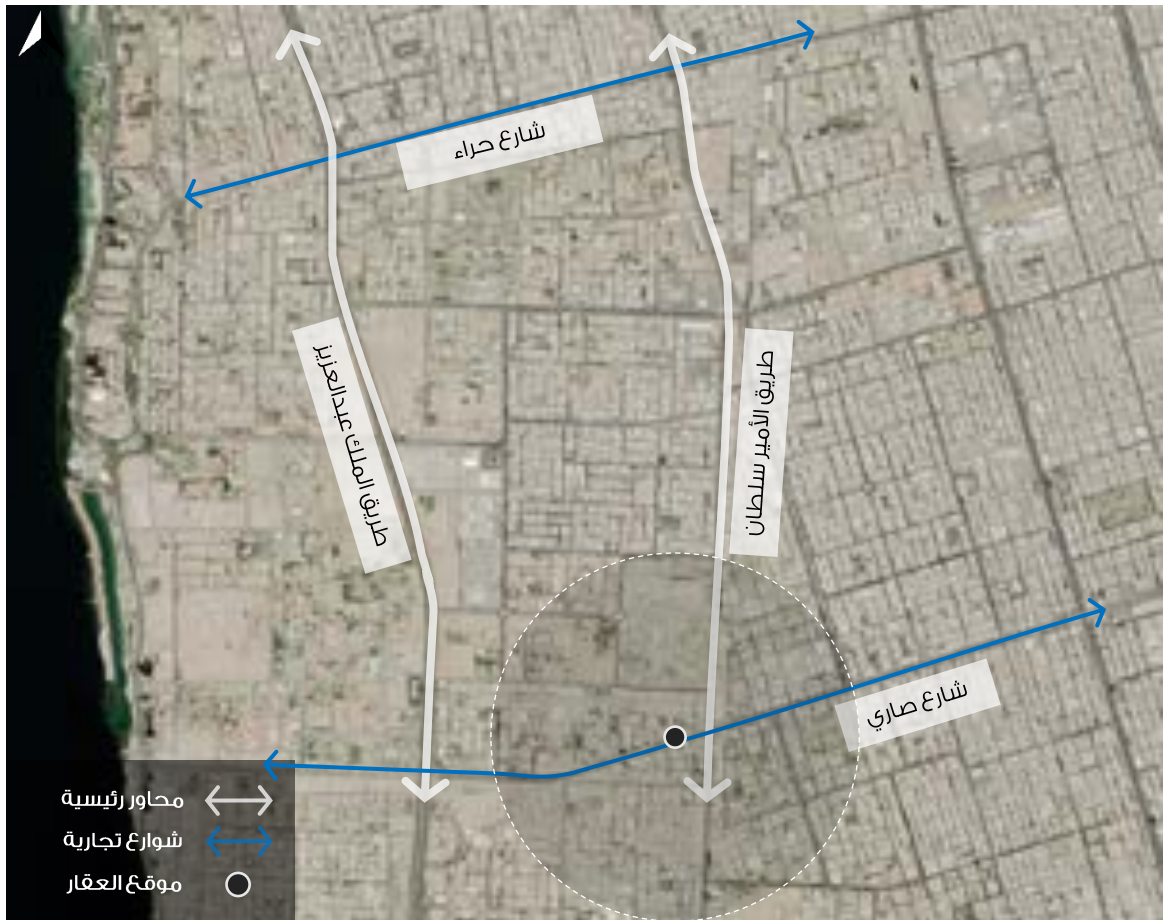 شارع حراء
طريق الملك عبدالعزيز
طريق الأمير سلطان
شارع صاري
محاور رئيسية
شوارع تجارية
موقع العقار